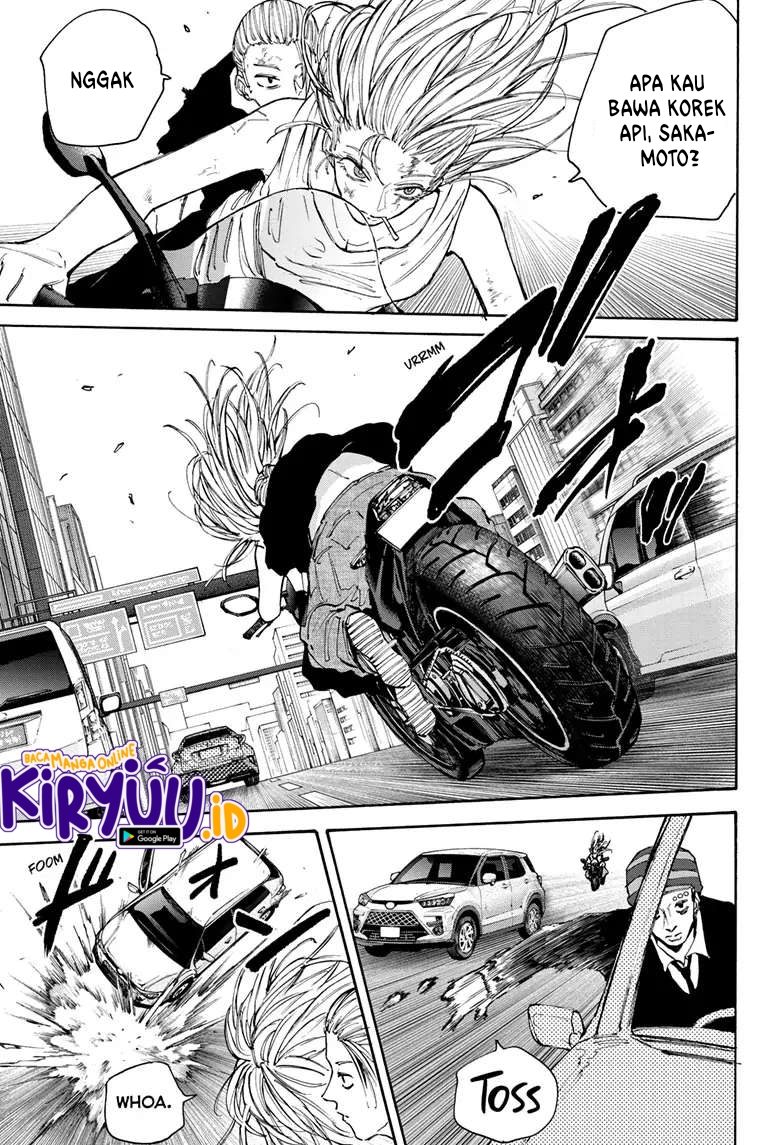 APA KAU
BAWA KOREK
API, SAKA-
MOTO?
NGGAK
VRRMM
BACA MANGA ONLINE
KIRYUU.id
GET IT ON
Google Play
Toss
FOOM
WHOA.